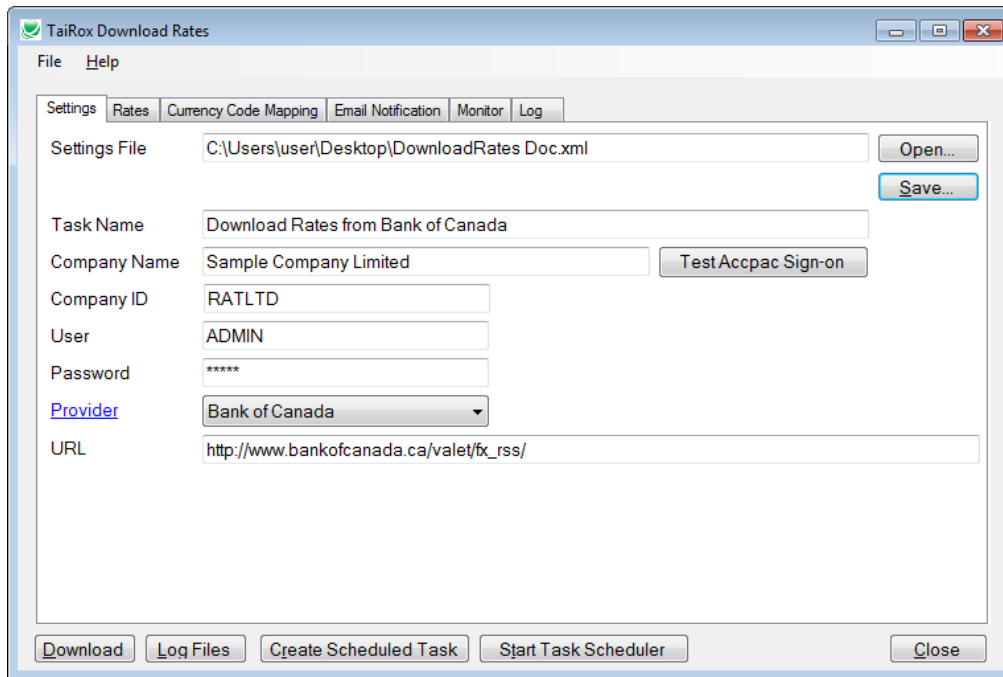 TaiRox Download Rates
File Help
Settings Rates Currency Code Mapping Email Notification Monitor Log
Settings File C:\Users\user\Desktop\DownloadRates Doc.xml Open...
Save...
Task Name Download Rates from Bank of Canada
Company Name Sample Company Limited Test Accpac Sign-on
Company ID RATLTD
User ADMIN
Password *****
Provider Bank of Canada
URL http://www.bankofcanada.ca/valet/fx_rss/
Download Log Files Create Scheduled Task Start Task Scheduler Close